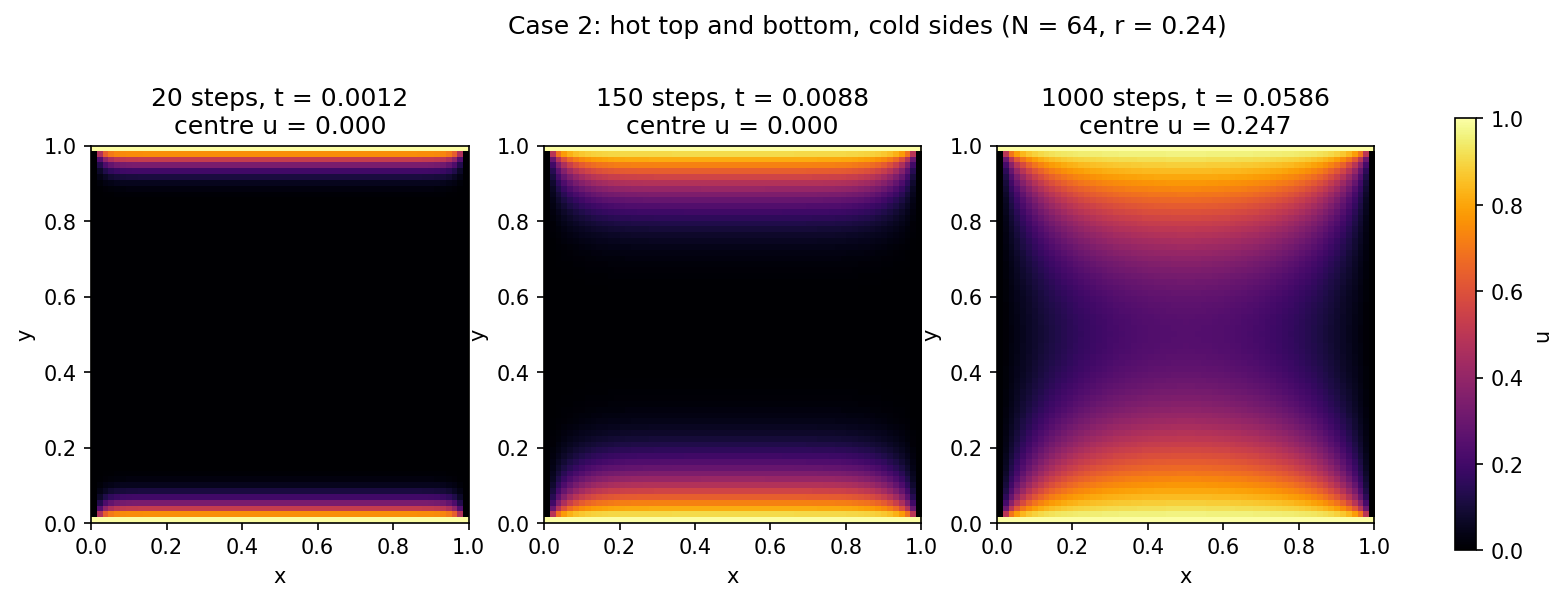 Case 2: hot top and bottom, cold sides (N = 64, r = 0.24)
20 steps, t = 0.0012
centre u = 0.000
1.0
0.8
0.6
0.4
0.2
0.0
y
0.0 0.2 0.4 0.6 0.8 1.0
x
150 steps, t = 0.0088
centre u = 0.000
1.0
0.8
0.6
0.4
0.2
0.0
y
0.0 0.2 0.4 0.6 0.8 1.0
x
1000 steps, t = 0.0586
centre u = 0.247
1.0
0.8
0.6
0.4
0.2
0.0
y
0.0 0.2 0.4 0.6 0.8 1.0
x
1.0
0.8
0.6
0.4
0.2
0.0
u